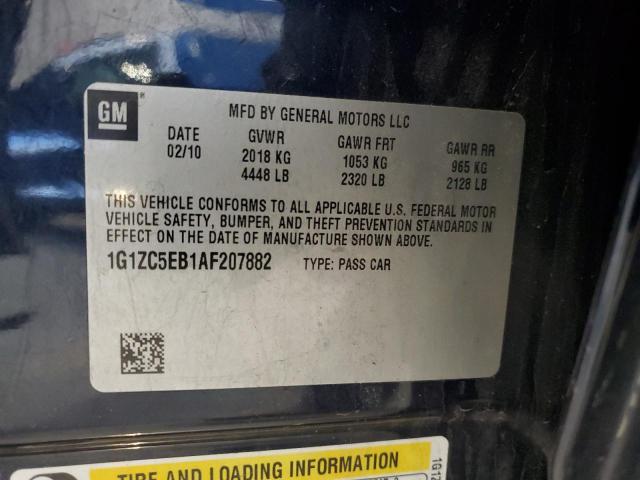 GM ®
MFD BY GENERAL MOTORS LLC
DATE GVWR GAWR FRT GAWR RR
02/10 2018 KG 1053 KG 965 KG
4448 LB 2320 LB 2128 LB
THIS VEHICLE CONFORMS TO ALL APPLICABLE U.S. FEDERAL MOTOR
VEHICLE SAFETY, BUMPER, AND THEFT PREVENTION STANDARDS IN
EFFECT ON THE DATE OF MANUFACTURE SHOWN ABOVE.
1G1ZC5EB1AF207882 TYPE: PASS CAR
TIRE AND LOADING INFORMATION